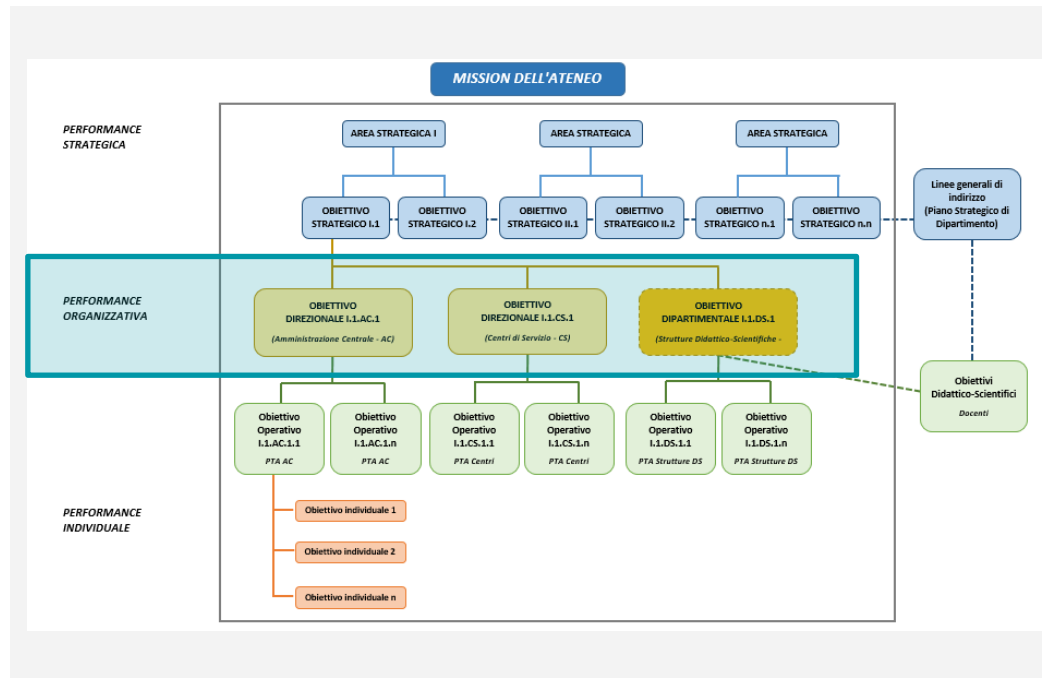 MISSION DELL'ATENEO
PERFORMANCE
STRATEGICA
AREA STRATEGICA I
AREA STRATEGICA
AREA STRATEGICA
OBIETTIVO
STRATEGICO I.1
OBIETTIVO
STRATEGICO I.2
OBIETTIVO
STRATEGICO II.1
OBIETTIVO
STRATEGICO II.2
OBIETTIVO
STRATEGICO n.1
OBIETTIVO
STRATEGICO n.n
Linee generali di
indirizzo
(Piano Strategico di
Dipartimento)
PERFORMANCE
ORGANIZZATIVA
OBIETTIVO
DIREZIONALE I.1.AC.1
(Amministrazione Centrale - AC)
OBIETTIVO
DIREZIONALE I.1.CS.1
(Centri di Servizio - CS)
OBIETTIVO
DIPARTIMENTALE I.1.DS.1
(Strutture Didattico-Scientifiche -
Obiettivi
Didattico-Scientifici
Docenti
Obiettivo
Operativo
I.1.AC.1.1
PTA AC
Obiettivo
Operativo
I.1.AC.1.n
PTA AC
Obiettivo
Operativo
I.1.CS.1.1
PTA Centri
Obiettivo
Operativo
I.1.CS.1.n
PTA Centri
Obiettivo
Operativo
I.1.DS.1.1
PTA Strutture DS
Obiettivo
Operativo
I.1.DS.1.n
PTA Strutture DS
PERFORMANCE
INDIVIDUALE
Obiettivo individuale 1
Obiettivo individuale 2
Obiettivo individuale n